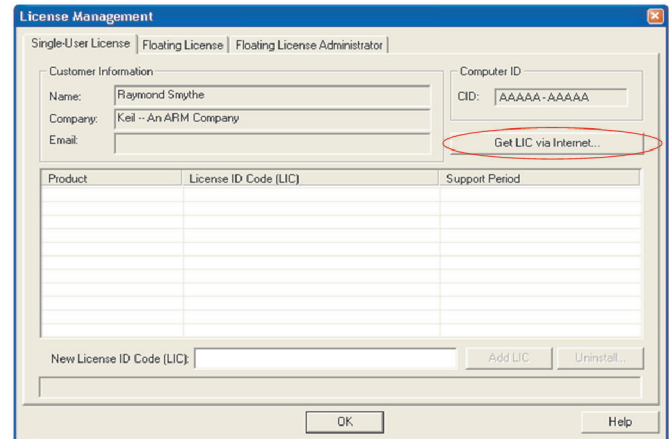 License Management
Single-User License Floating License Floating License Administrator
Customer Information
Name: Raymond Smythe
Company: Keil -- An ARM Company
Email:
Computer ID
CID: AAAAA-AAAAA
Get LIC via Internet...
Product License ID Code (LIC) Support Period
New License ID Code (LIC): Add LIC Uninstall...
OK Help